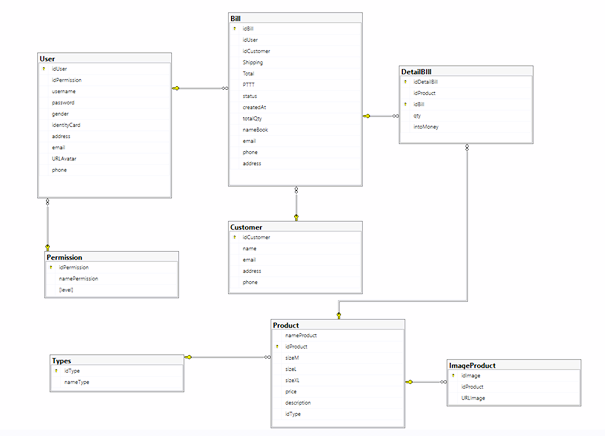 Bill
idBill
idUser
idCustomer
Shipping
Total
PTTT
status
createdAt
totalQty
nameBook
email
phone
address
User
idUser
idPermission
username
password
gender
identityCard
address
email
URLAvatar
phone
DetailBill
idDetailBill
idProduct
idBill
qty
intoMoney
Customer
idCustomer
name
email
address
phone
Permission
idPermission
namePermission
[level]
Product
nameProduct
idProduct
sizeM
sizeL
sizeXL
price
description
idType
Types
idType
nameType
ImageProduct
idImage
idProduct
URLImage